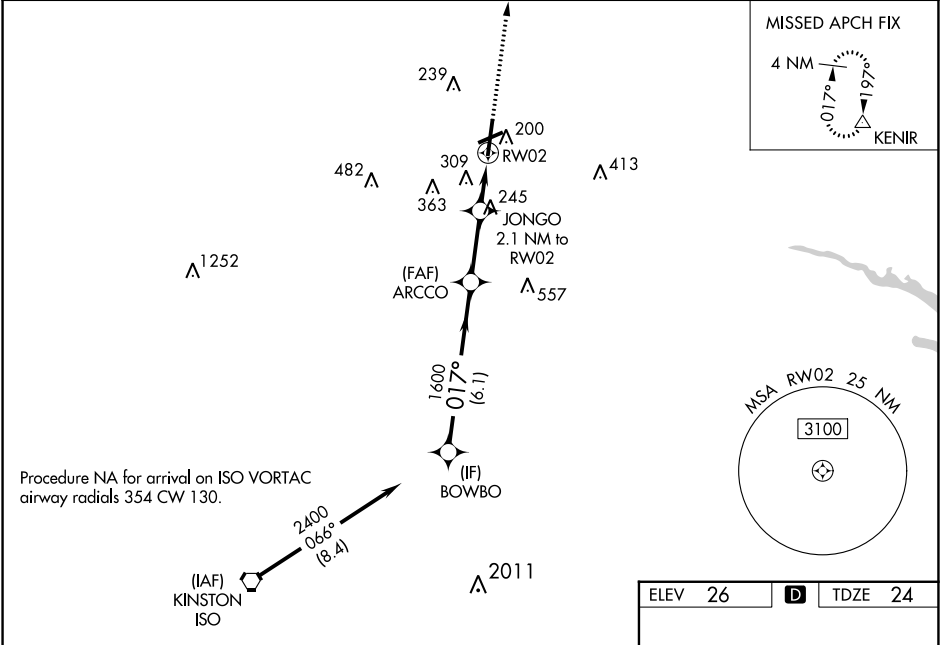 MISSED APCH FIX
4 NM
017°
197°
KENIR
239
200
RW02
482
309
363
413
245
JONGO
2.1 NM to
RW02
1252
(FAF)
ARCCO
557
1600
017°
(6.1)
MSA RW02 25 NM
3100
(IF)
BOWBO
Procedure NA for arrival on ISO VORTAC
airway radials 354 CW 130.
2400
066°
(8.4)
(IAF)
KINSTON
ISO
2011
ELEV 26 D TDZE 24